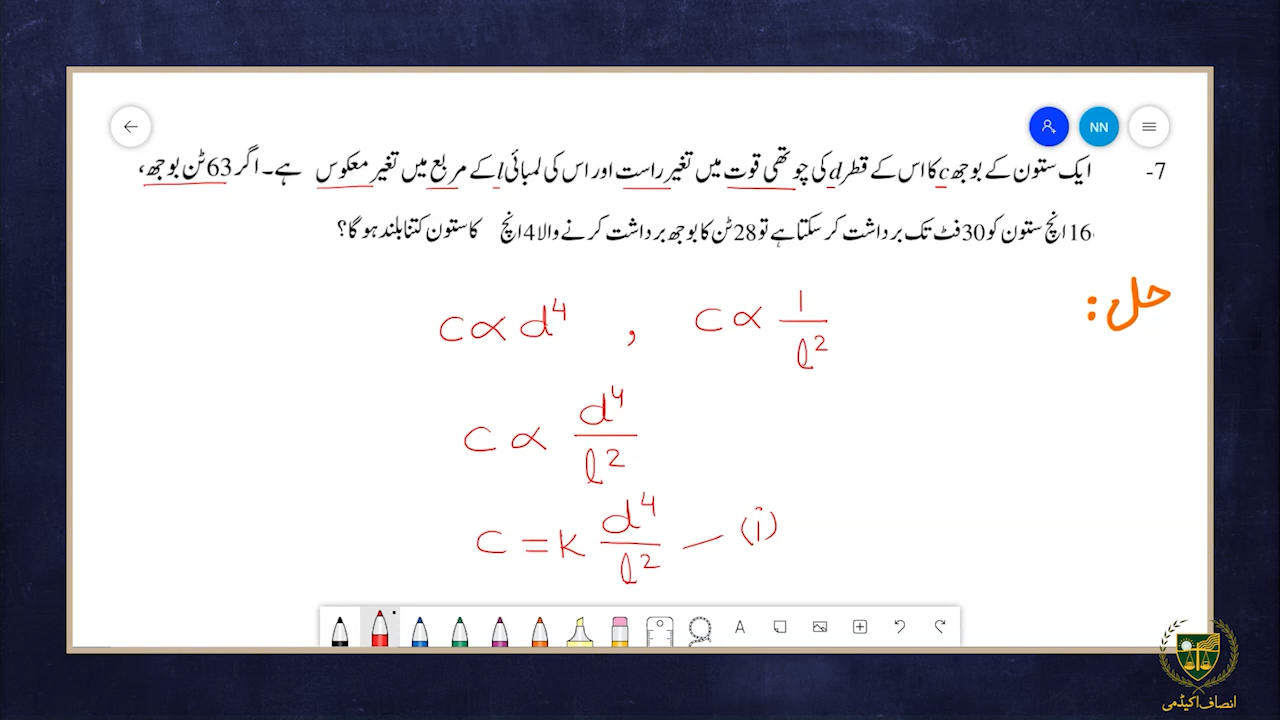 NN
7- ایک ستون کے بوجھ c کا اس کے قطر d کی چوتھی قوت میں تغیر راست اور اس کی لمبائی l کے مربع میں تغیر معکوس ہے۔ اگر 63 ٹن بوجھ،
16 انچ ستون کو 30 فٹ تک برداشت کر سکتا ہے تو 28 ٹن کا بوجھ برداشت کرنے والا 4 انچ کا ستون کتنا بلند ہو گا؟
حل:
C ∝ d⁴ , C ∝ 1/l²
C ∝ d⁴/l²
C = K d⁴/l² — (i)
A
انصاف اکیڈمی